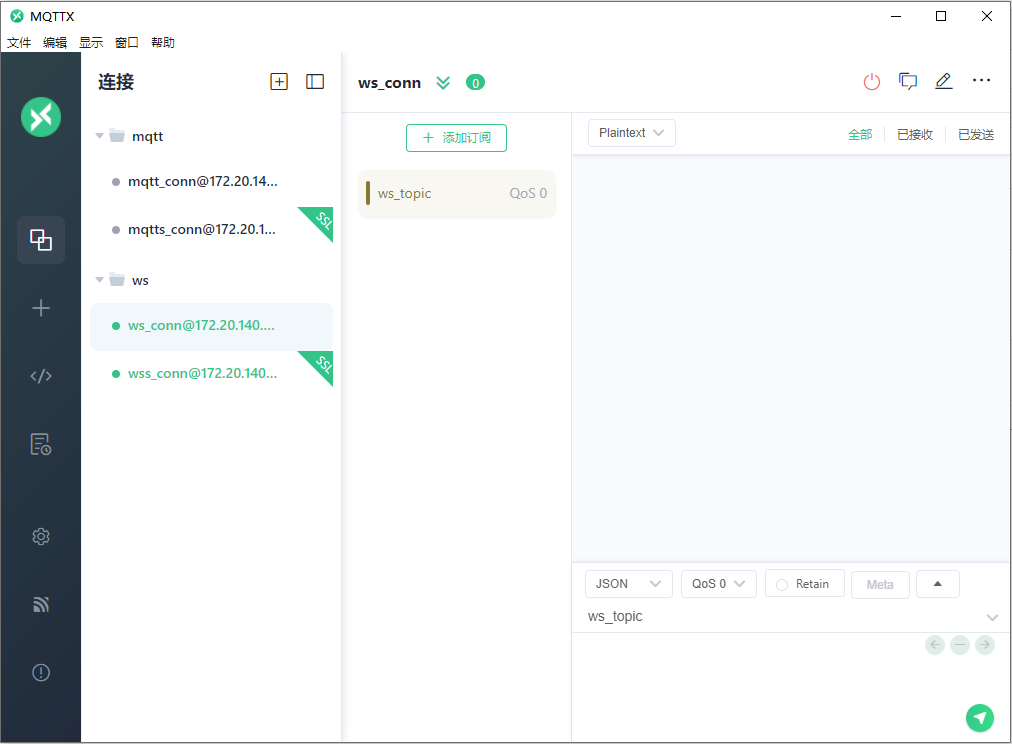 MQTTX
文件 编辑 显示 窗口 帮助
连接
mqtt
mqtt_conn@172.20.14...
mqtts_conn@172.20.1...
SSL
ws
ws_conn@172.20.140....
wss_conn@172.20.140...
SSL
ws_conn
0
添加订阅
ws_topic QoS 0
Plaintext
全部 已接收 已发送
JSON QoS 0 Retain Meta
ws_topic